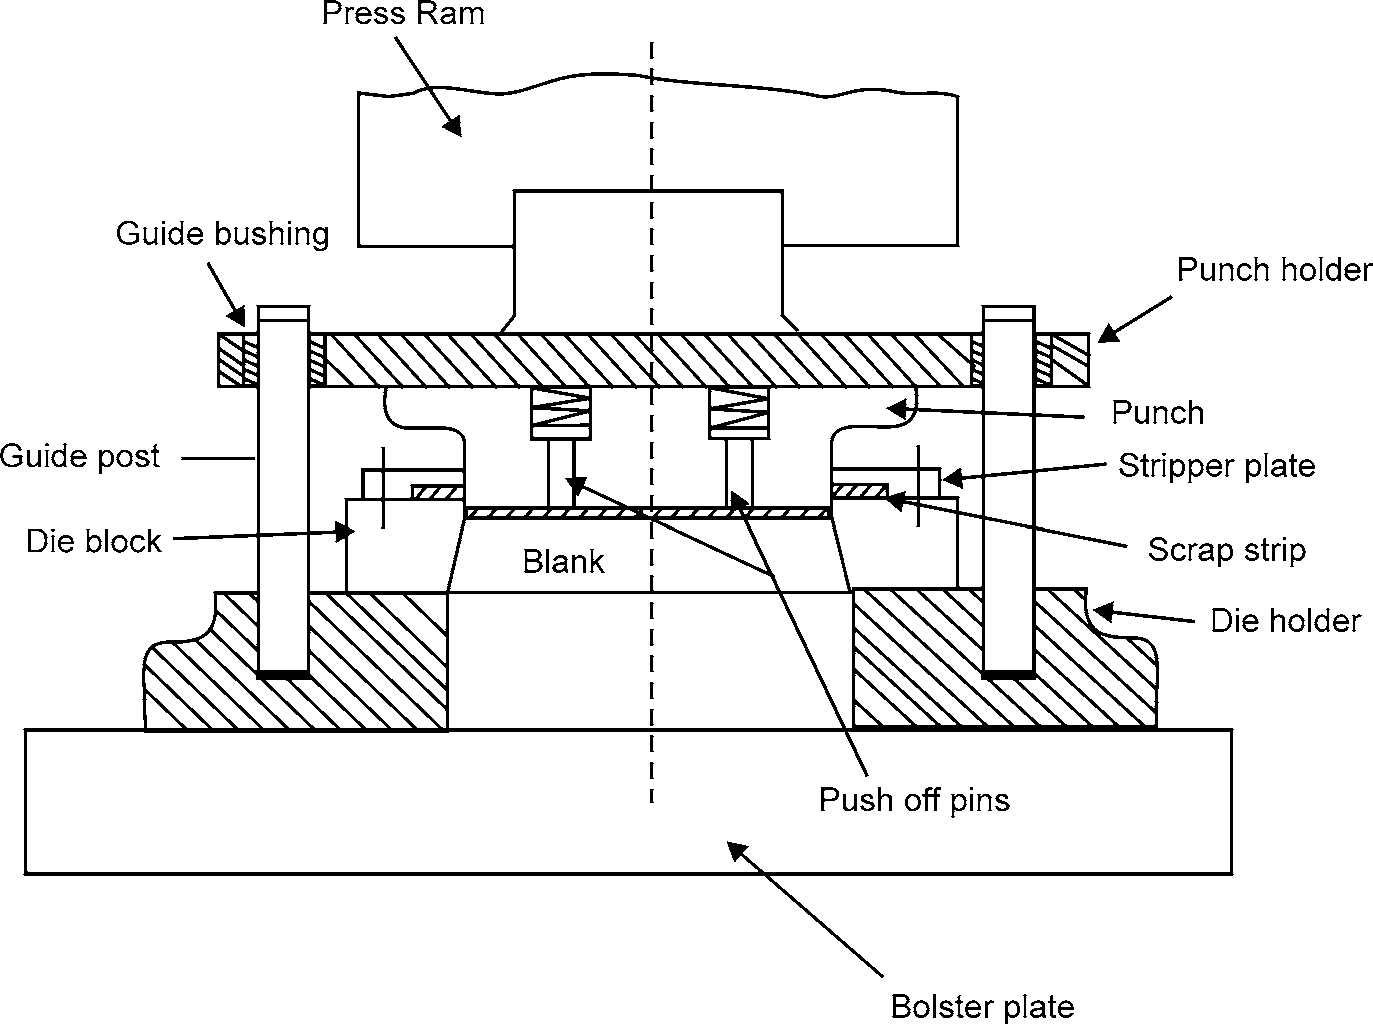 Press Ram
Guide bushing
Punch holder
Punch
Guide post
Stripper plate
Die block
Scrap strip
Blank
Die holder
Push off pins
Bolster plate